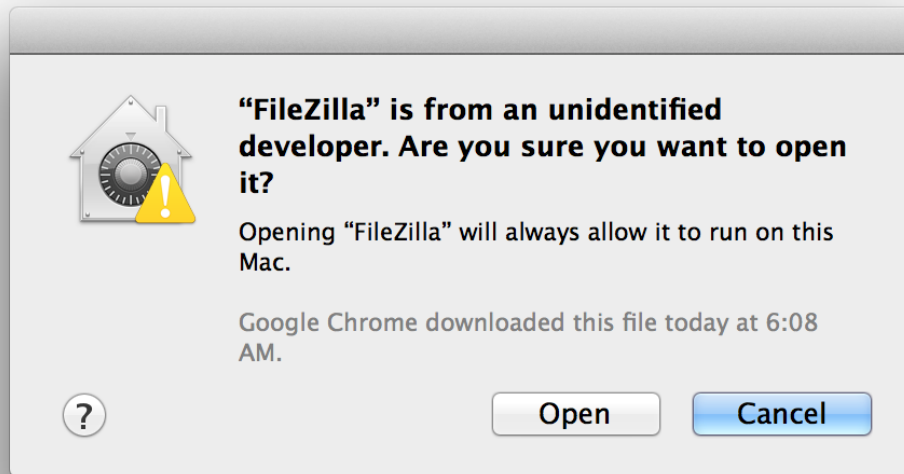 “FileZilla” is from an unidentified
developer. Are you sure you want to open
it?
Opening “FileZilla” will always allow it to run on this
Mac.
Google Chrome downloaded this file today at 6:08
AM.
?
Open
Cancel